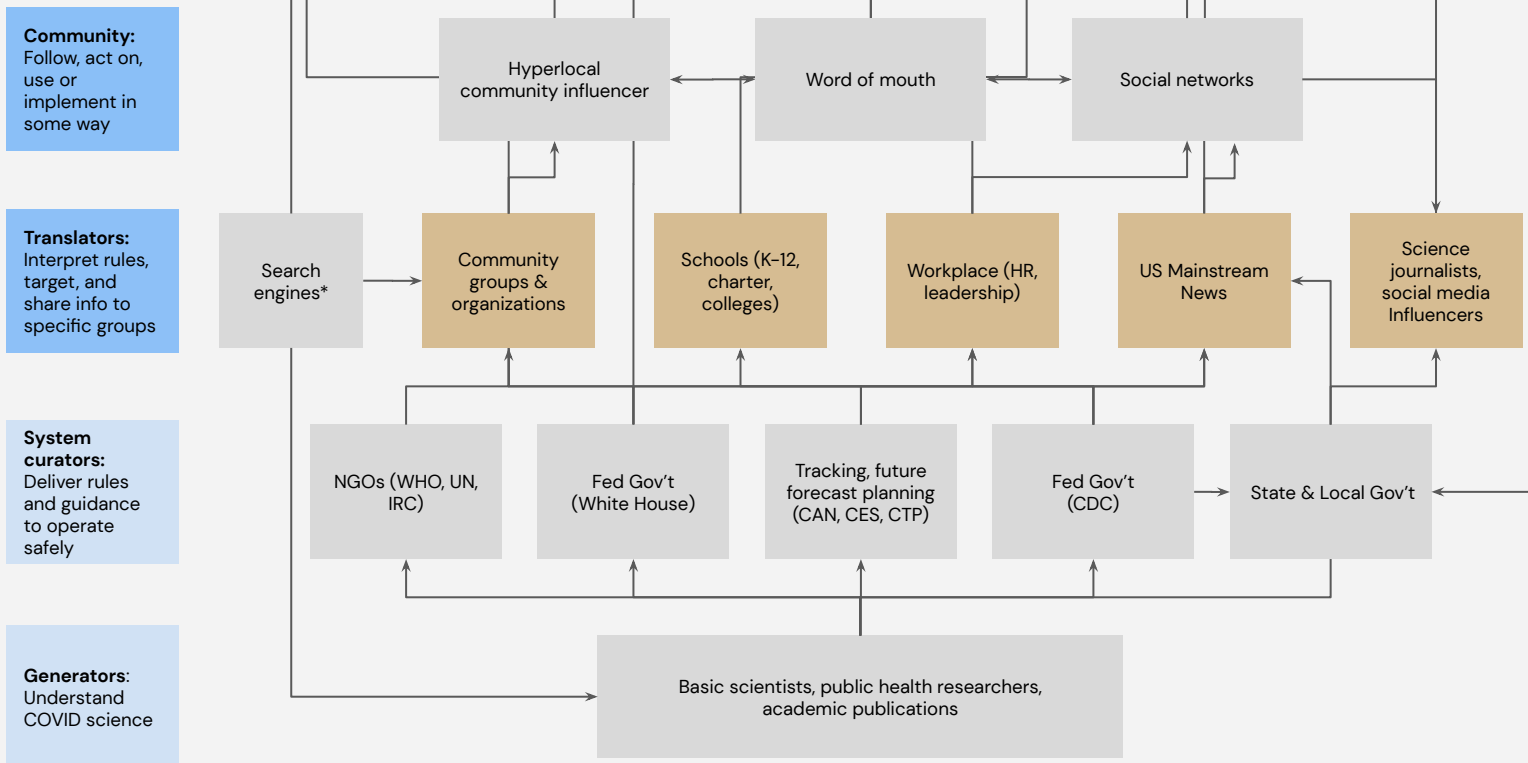 Community:
Follow, act on,
use or
implement in
some way
Hyperlocal
community influencer
Word of mouth
Social networks
Translators:
Interpret rules,
target, and
share info to
specific groups
Search
engines*
Community
groups &
organizations
Schools (K-12,
charter,
colleges)
Workplace (HR,
leadership)
US Mainstream
News
Science
journalists,
social media
Influencers
System
curators:
Deliver rules
and guidance
to operate
safely
NGOs (WHO, UN,
IRC)
Fed Gov’t
(White House)
Tracking, future
forecast planning
(CAN, CES, CTP)
Fed Gov’t
(CDC)
State & Local Gov’t
Generators:
Understand
COVID science
Basic scientists, public health researchers,
academic publications